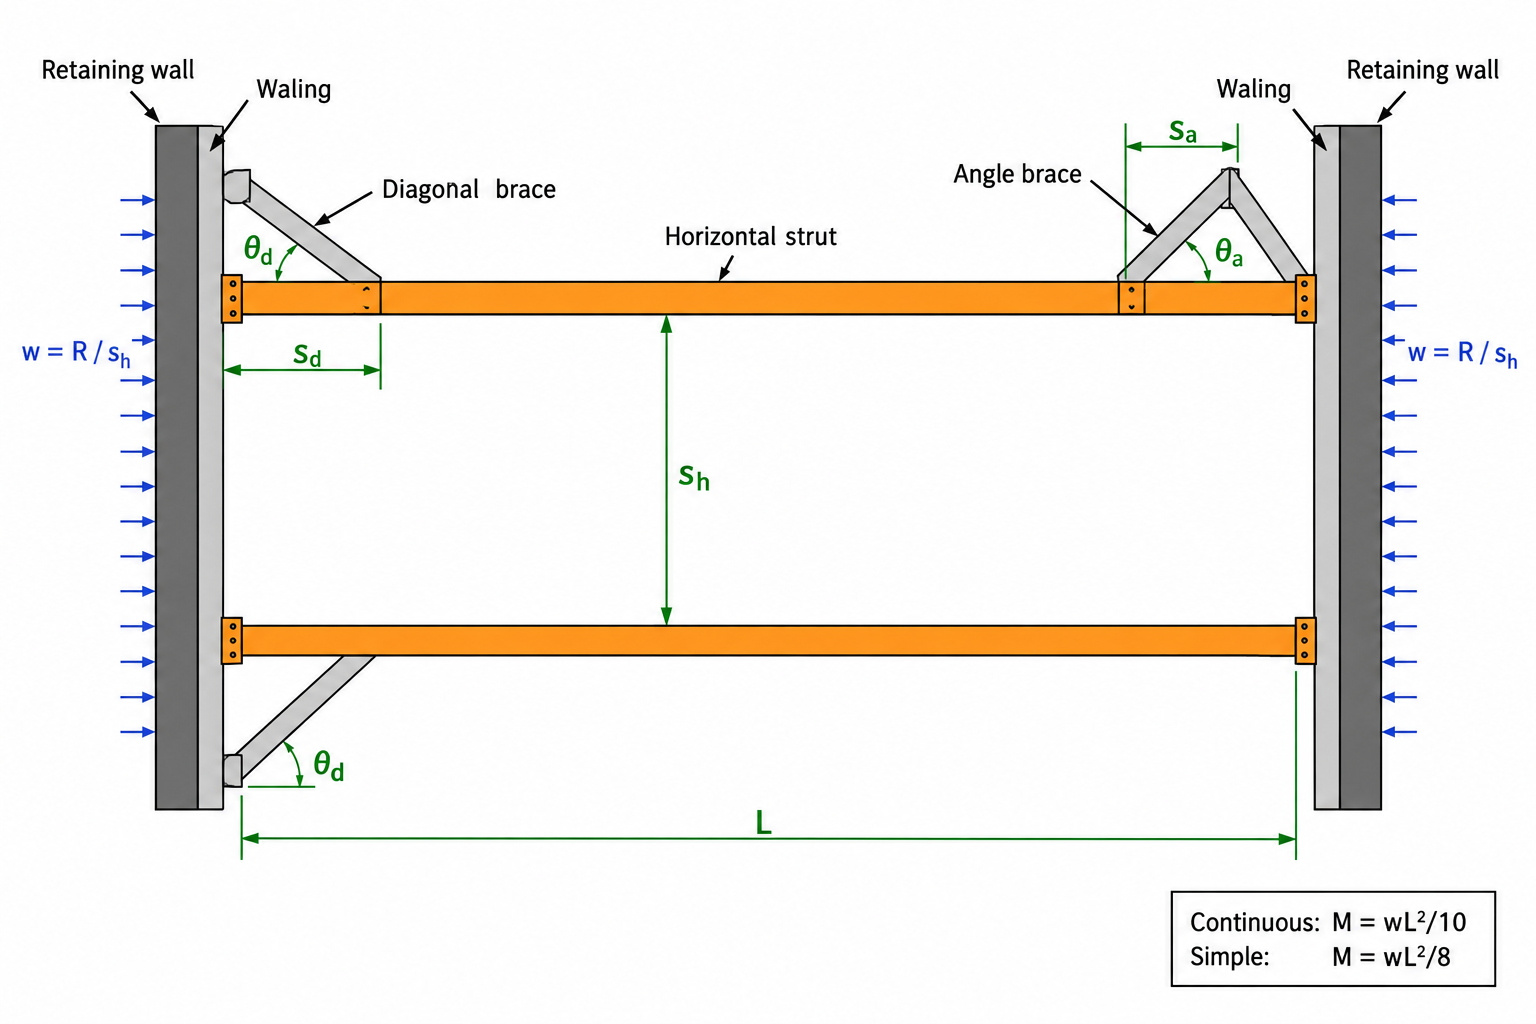 Retaining wall
Waling
Diagonal brace
θd
Horizontal strut
Angle brace
sa
θa
Waling
Retaining wall
w = R / sh
sd
sh
w = R / sh
θd
L
Continuous: M = wL²/10
Simple: M = wL²/8